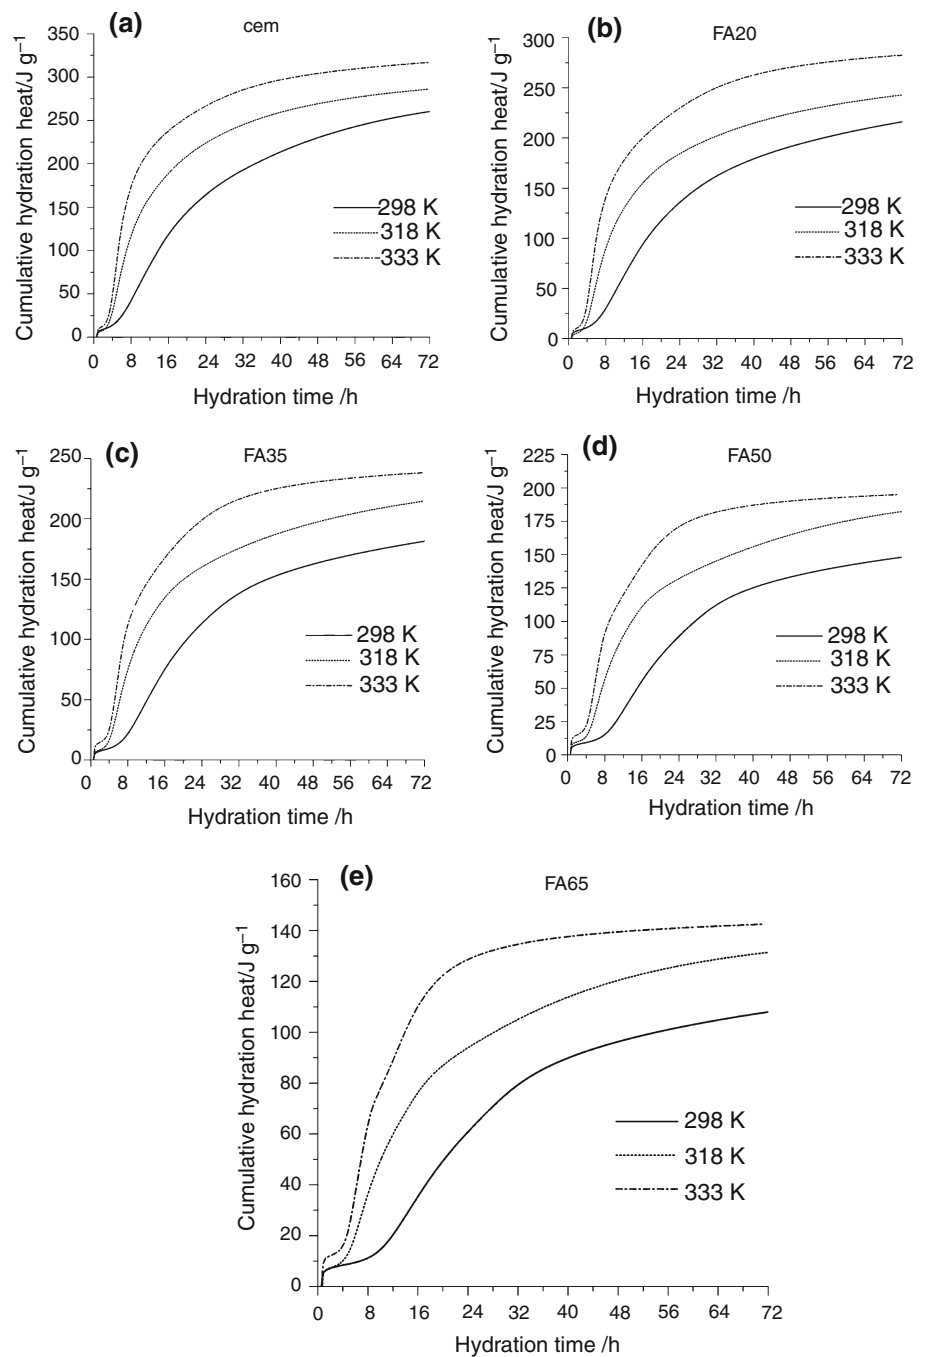 (a)
cem
Cumulative hydration heat/J g⁻¹
350
300
250
200
150
100
50
0
0 8 16 24 32 40 48 56 64 72
Hydration time /h
298 K
318 K
333 K
(b)
FA20
Cumulative hydration heat/J g⁻¹
300
250
200
150
100
50
0
0 8 16 24 32 40 48 56 64 72
Hydration time /h
298 K
318 K
333 K
(c)
FA35
Cumulative hydration heat/J g⁻¹
250
200
150
100
50
0
0 8 16 24 32 40 48 56 64 72
Hydration time /h
298 K
318 K
333 K
(d)
FA50
Cumulative hydration heat/J g⁻¹
225
200
175
150
125
100
75
50
25
0
0 8 16 24 32 40 48 56 64 72
Hydration time /h
298 K
318 K
333 K
(e)
FA65
Cumulative hydration heat/J g⁻¹
160
140
120
100
80
60
40
20
0
0 8 16 24 32 40 48 56 64 72
Hydration time /h
298 K
318 K
333 K